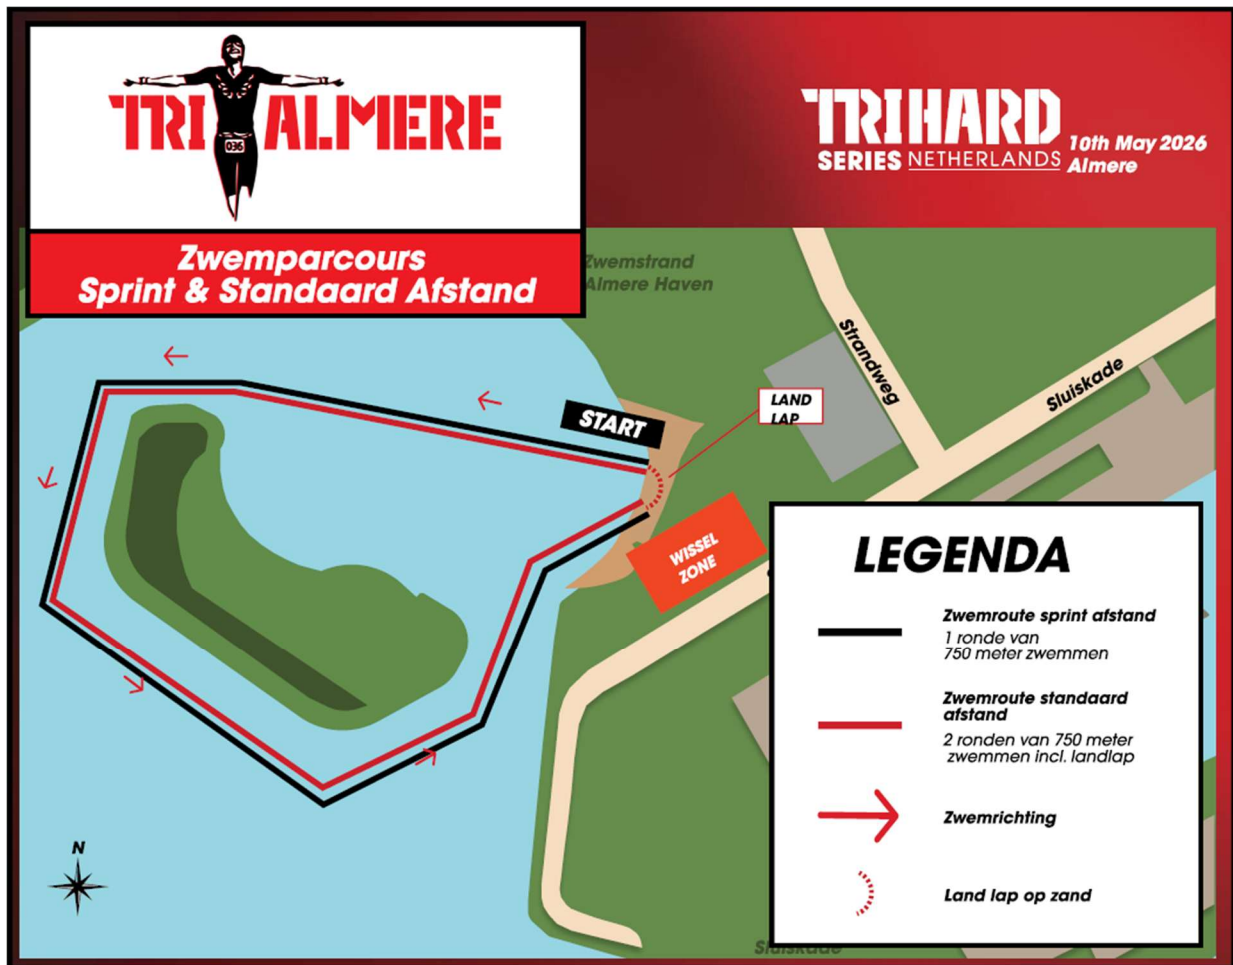 TRI ALMERE
036
TRIHARD
SERIES NETHERLANDS
10th May 2026
Almere
Zwemparcours
Sprint & Standaard Afstand
Zwemstrand
Almere Haven
Strandweg
Sluiskade
LAND
LAP
START
WISSEL
ZONE
LEGENDA
Zwemroute sprint afstand
1 ronde van
750 meter zwemmen
Zwemroute standaard
afstand
2 ronden van 750 meter
zwemmen incl. landlap
Zwemrichting
Land lap op zand
N
Sluiskade